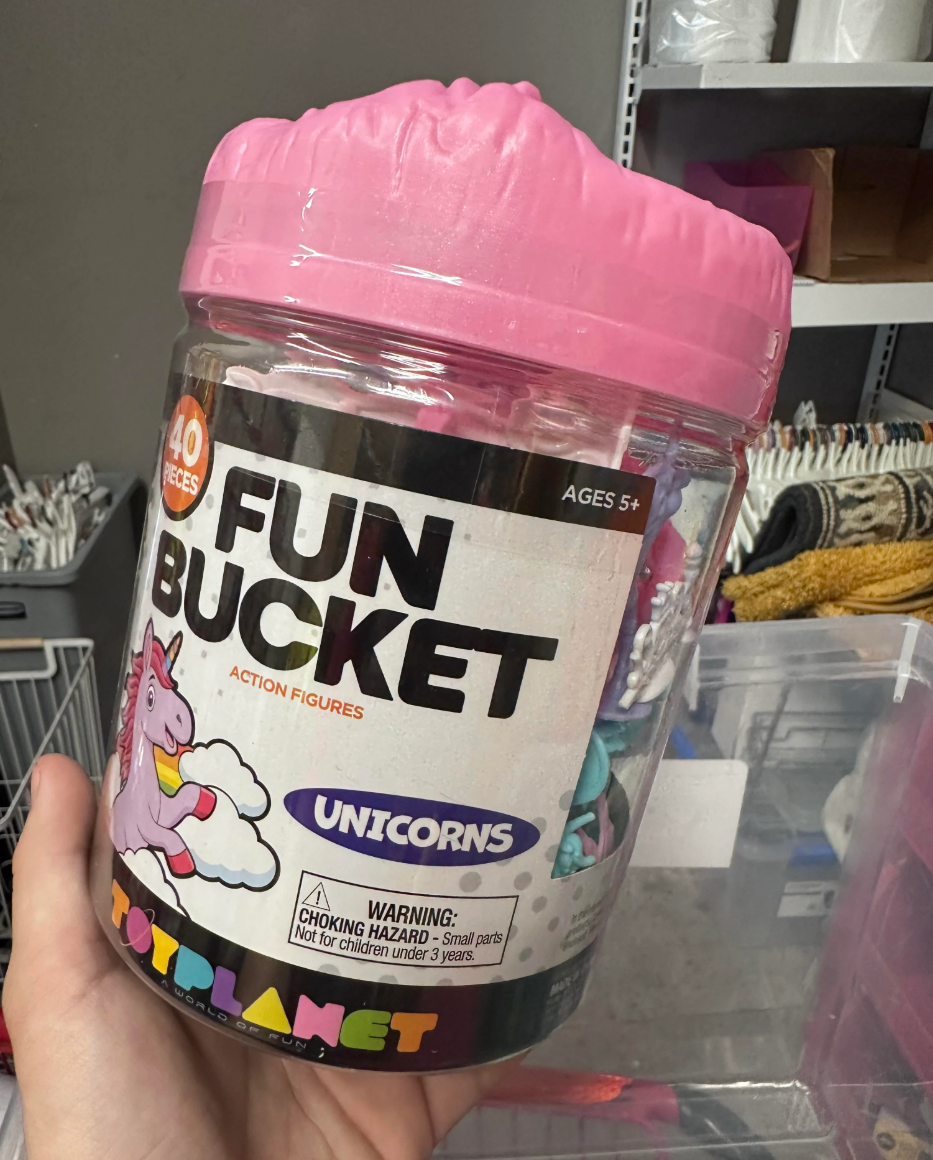 40
PIECES
AGES 5+
FUN
BUCKET
ACTION FIGURES
UNICORNS
WARNING:
CHOKING HAZARD - Small parts
Not for children under 3 years.
TOYPLANET
A WORLD OF FUN